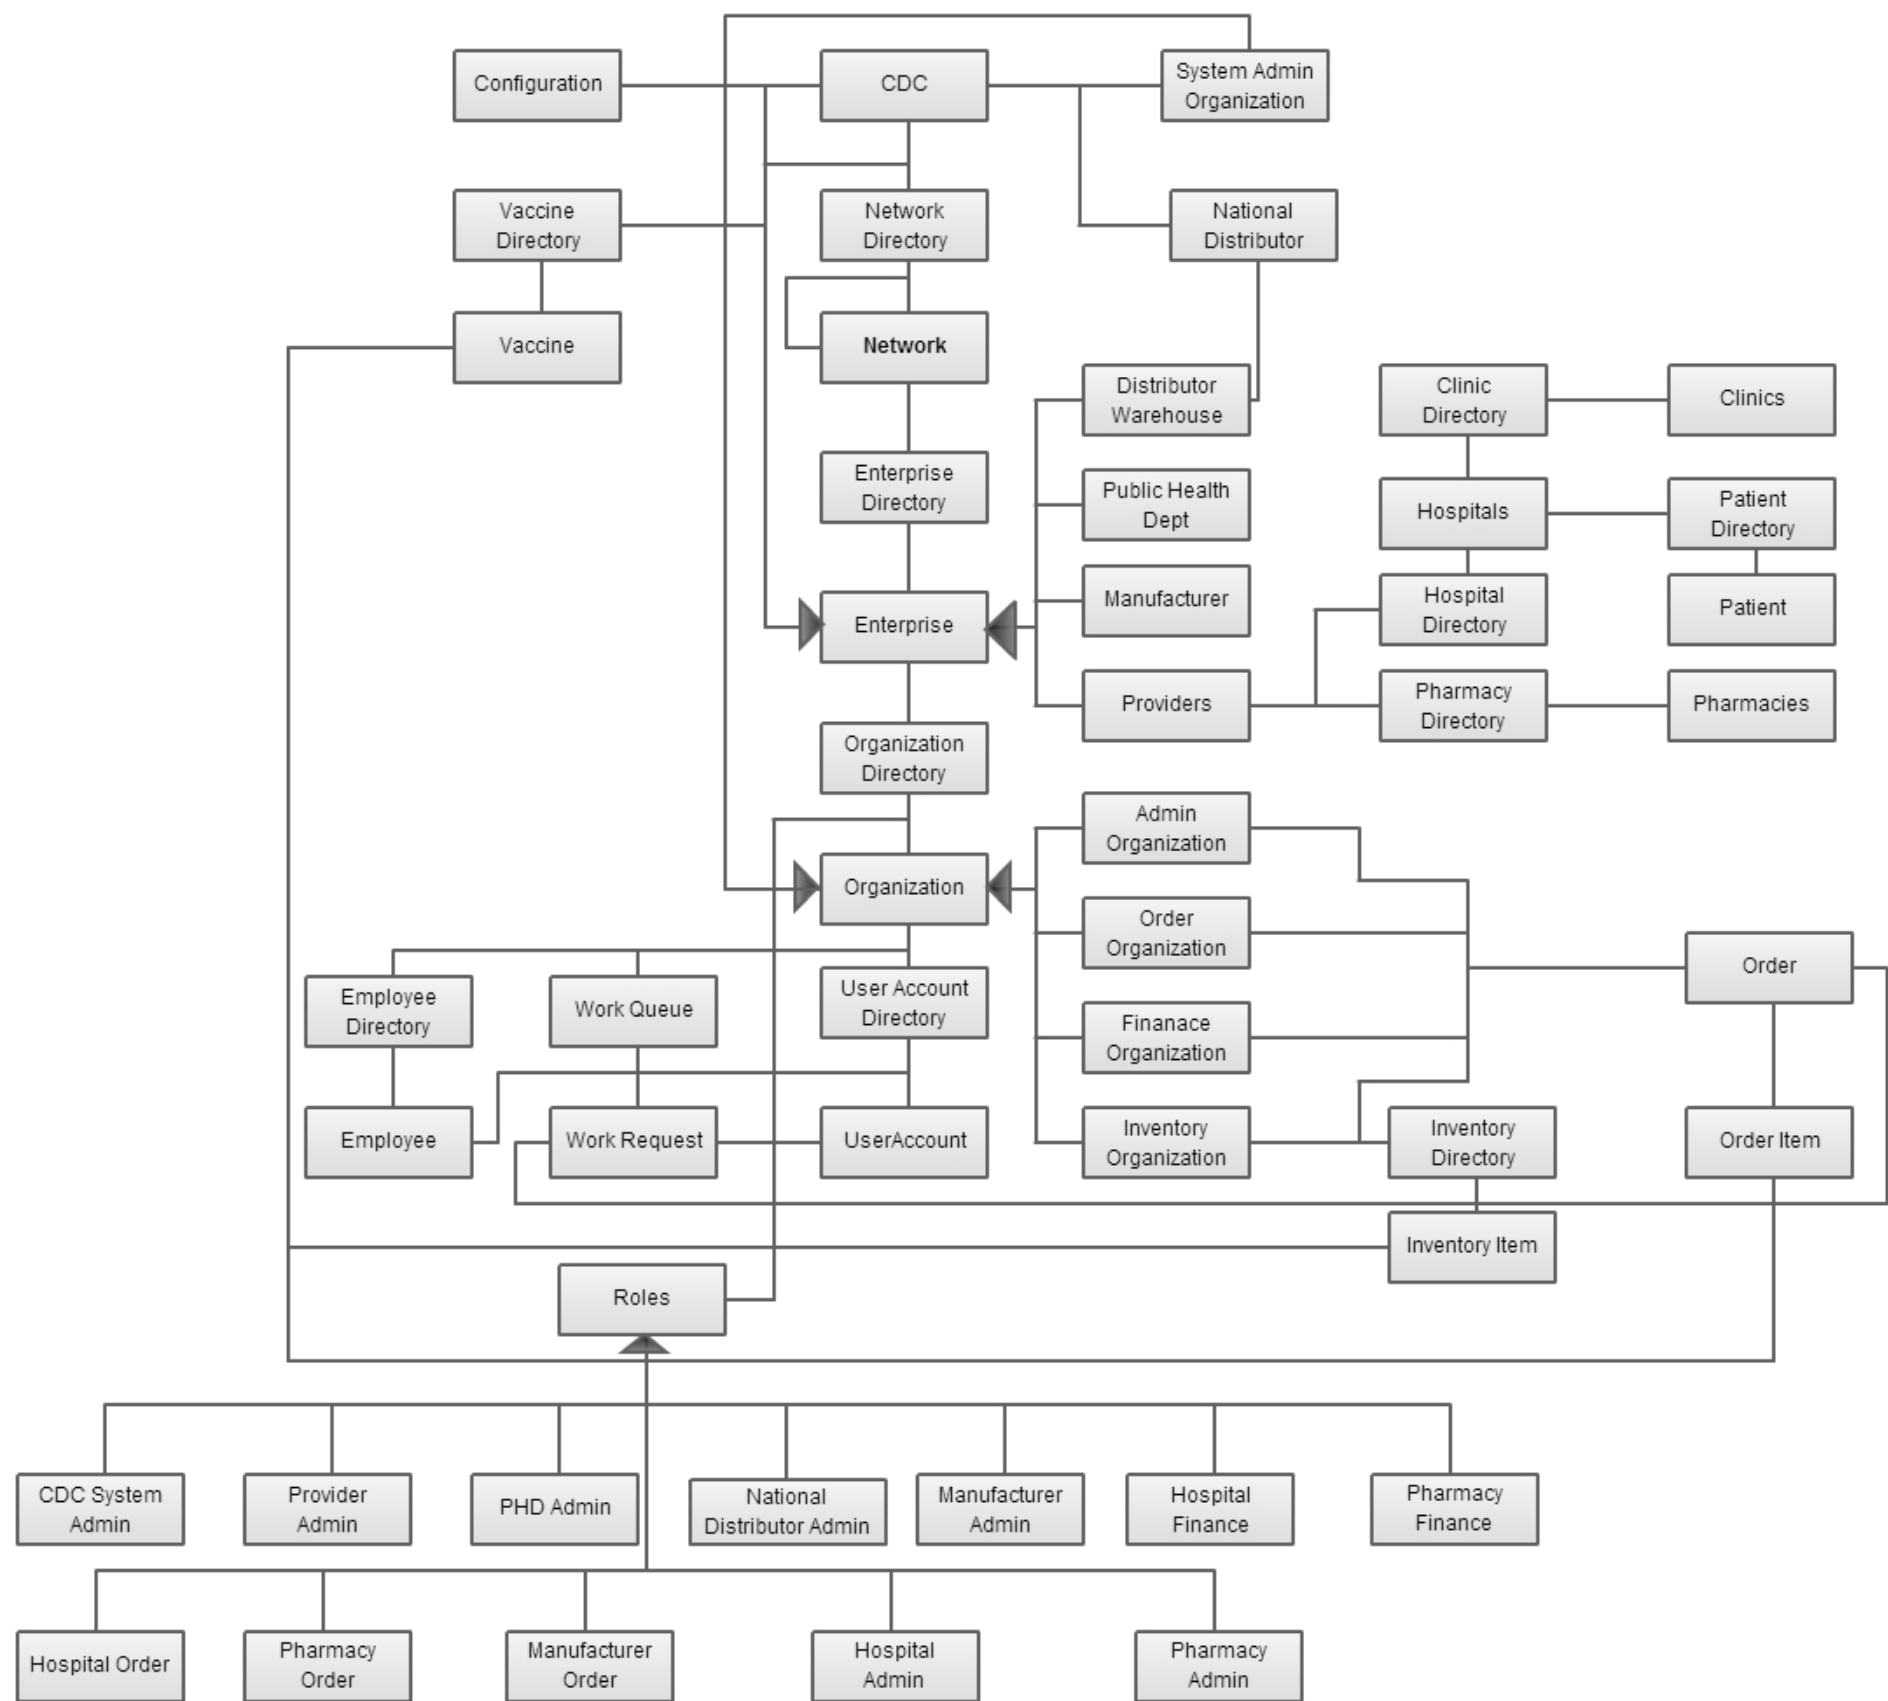 Configuration
CDC
System Admin
Organization
Vaccine
Directory
Network
Directory
National
Distributor
Vaccine
Network
Distributor
Warehouse
Clinic
Directory
Clinics
Enterprise
Directory
Public Health
Dept
Hospitals
Patient
Directory
Enterprise
Manufacturer
Hospital
Directory
Patient
Providers
Pharmacy
Directory
Pharmacies
Organization
Directory
Admin
Organization
Organization
Order
Organization
Order
Employee
Directory
Work Queue
User Account
Directory
Finanace
Organization
Employee
Work Request
UserAccount
Inventory
Organization
Inventory
Directory
Order Item
Inventory Item
Roles
CDC System
Admin
Provider
Admin
PHD Admin
National
Distributor Admin
Manufacturer
Admin
Hospital
Finance
Pharmacy
Finance
Hospital Order
Pharmacy
Order
Manufacturer
Order
Hospital
Admin
Pharmacy
Admin